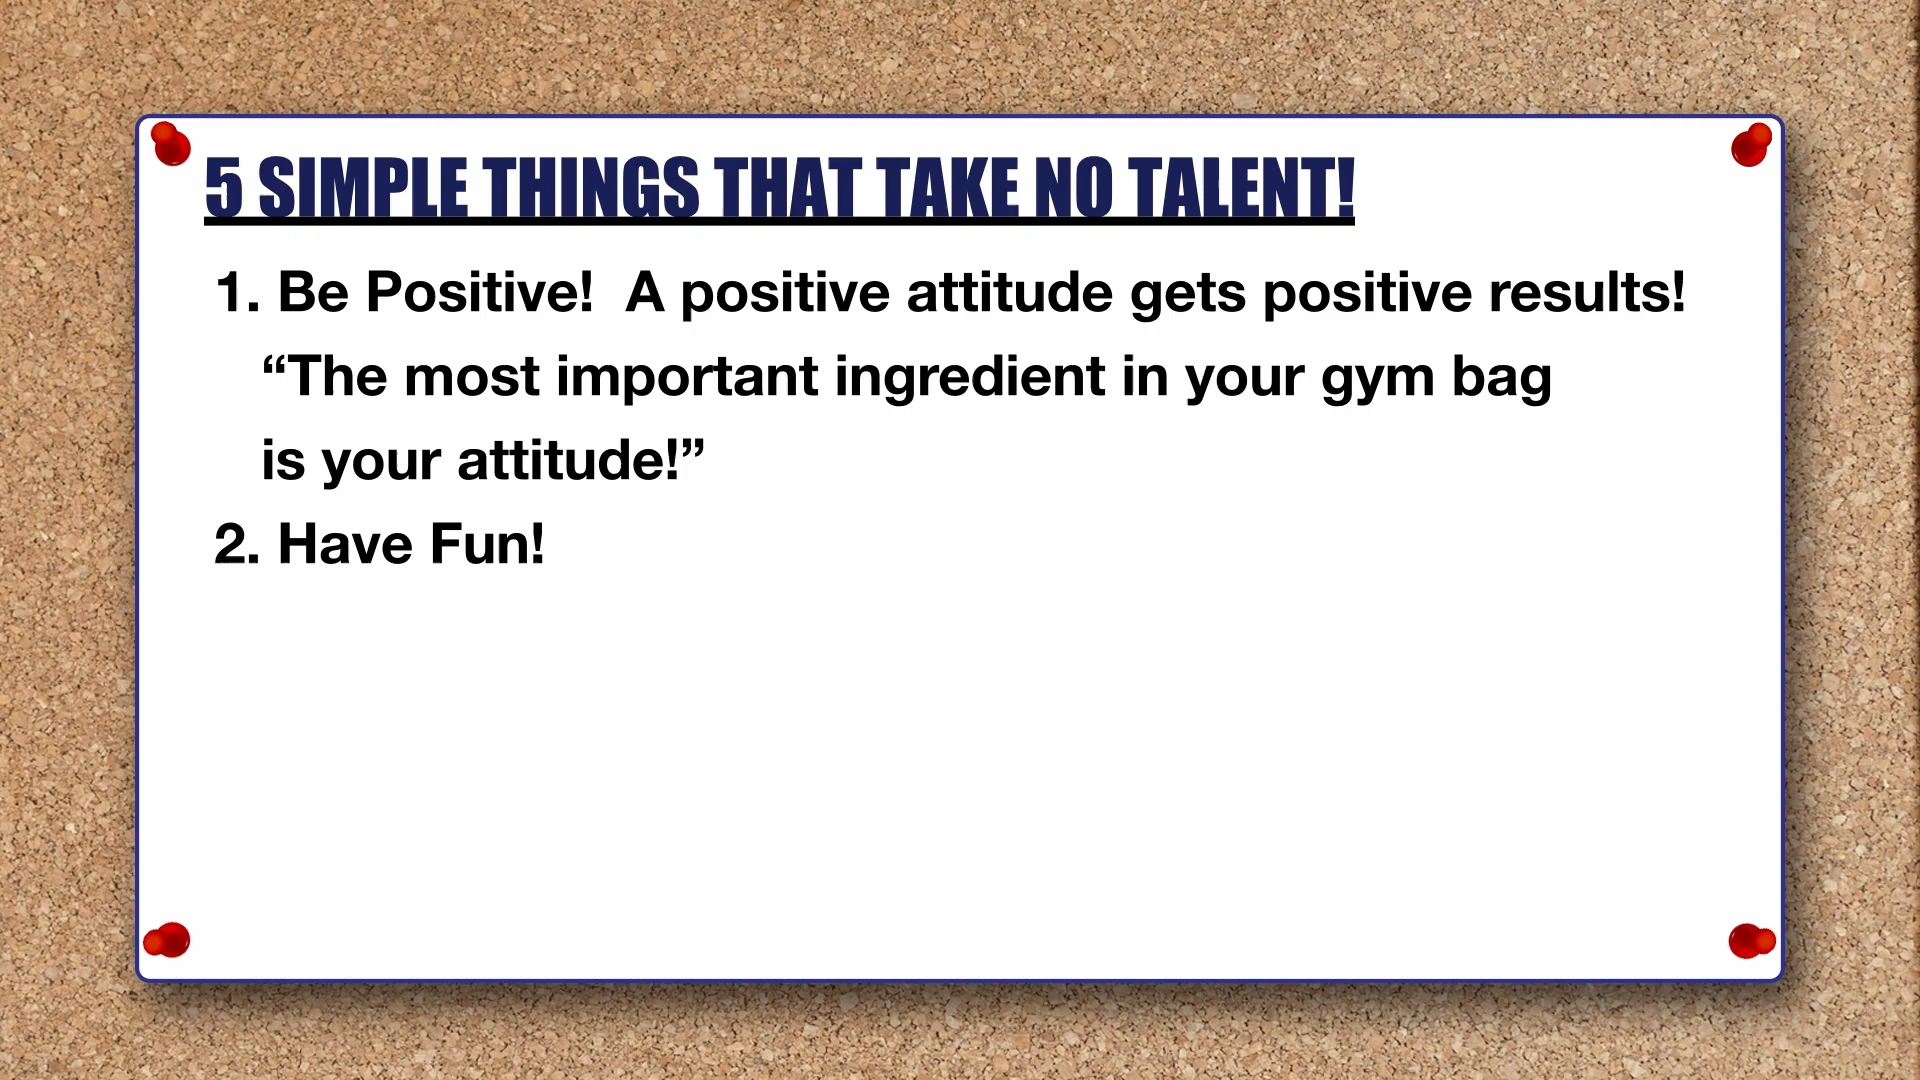 5 SIMPLE THINGS THAT TAKE NO TALENT!
1. Be Positive!  A positive attitude gets positive results!
“The most important ingredient in your gym bag
is your attitude!”
2. Have Fun!